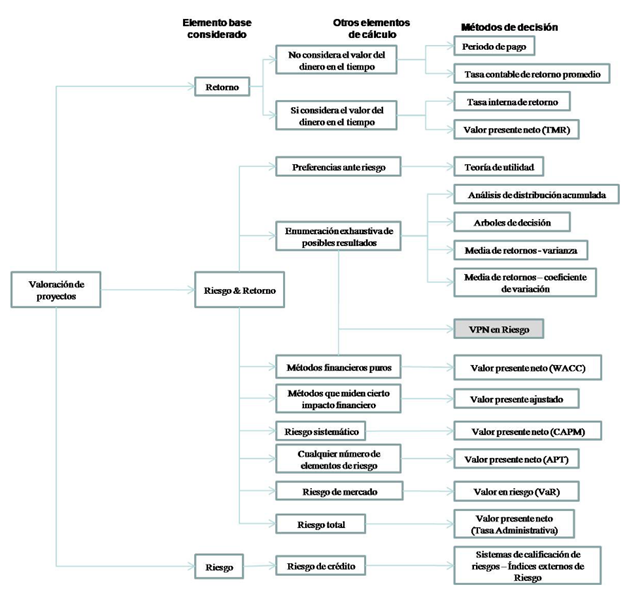 Elemento base
considerado
Otros elementos
de cálculo
Métodos de decisión
No considera el valor del
dinero en el tiempo
Periodo de pago
Tasa contable de retorno promedio
Retorno
Si considera el valor del
dinero en el tiempo
Tasa interna de retorno
Valor presente neto (TMR)
Preferencias ante riesgo
Teoría de utilidad
Análisis de distribución acumulada
Enumeración exhaustiva de
posibles resultados
Arboles de decisión
Media de retornos - varianza
Media de retornos – coeficiente
de variación
Valoración de
proyectos
Riesgo & Retorno
VPN en Riesgo
Métodos financieros puros
Valor presente neto (WACC)
Métodos que miden cierto
impacto financiero
Valor presente ajustado
Riesgo sistemático
Valor presente neto (CAPM)
Cualquier número de
elementos de riesgo
Valor presente neto (APT)
Riesgo de mercado
Valor en riesgo (VaR)
Riesgo total
Valor presente neto
(Tasa Administrativa)
Riesgo
Riesgo de crédito
Sistemas de calificación de
riesgos – Índices externos de
Riesgo